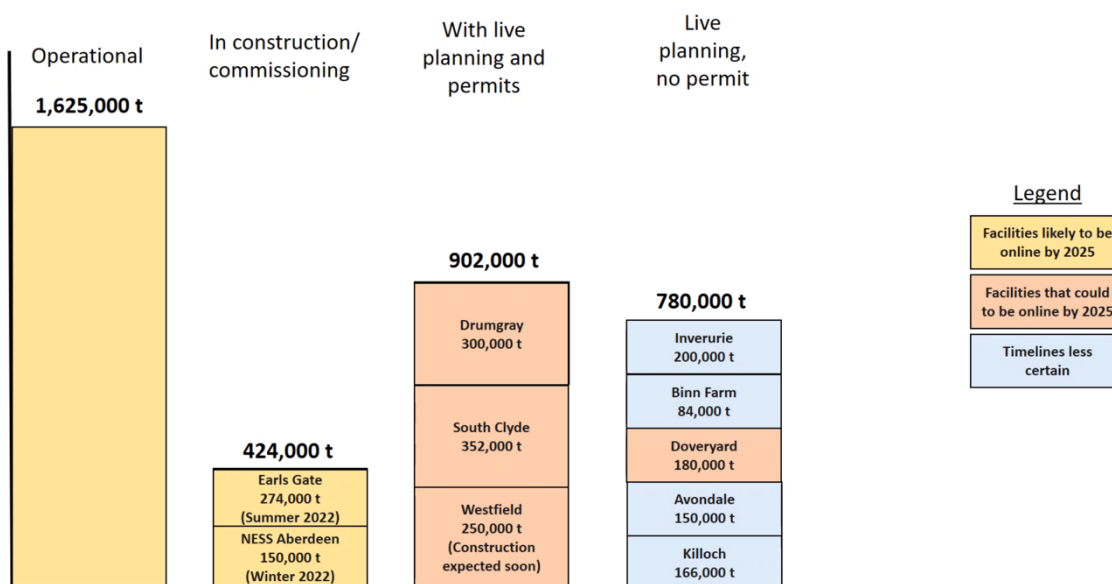 Operational
1,625,000 t
In construction/
commissioning
424,000 t
Earls Gate
274,000 t
(Summer 2022)
NESS Aberdeen
150,000 t
(Winter 2022)
With live
planning and
permits
902,000 t
Drumgray
300,000 t
South Clyde
352,000 t
Westfield
250,000 t
(Construction
expected soon)
Live
planning,
no permit
780,000 t
Inverurie
200,000 t
Binn Farm
84,000 t
Doveryard
180,000 t
Avondale
150,000 t
Killoch
166,000 t
Legend
Facilities likely to be
online by 2025
Facilities that could
to be online by 2025
Timelines less
certain